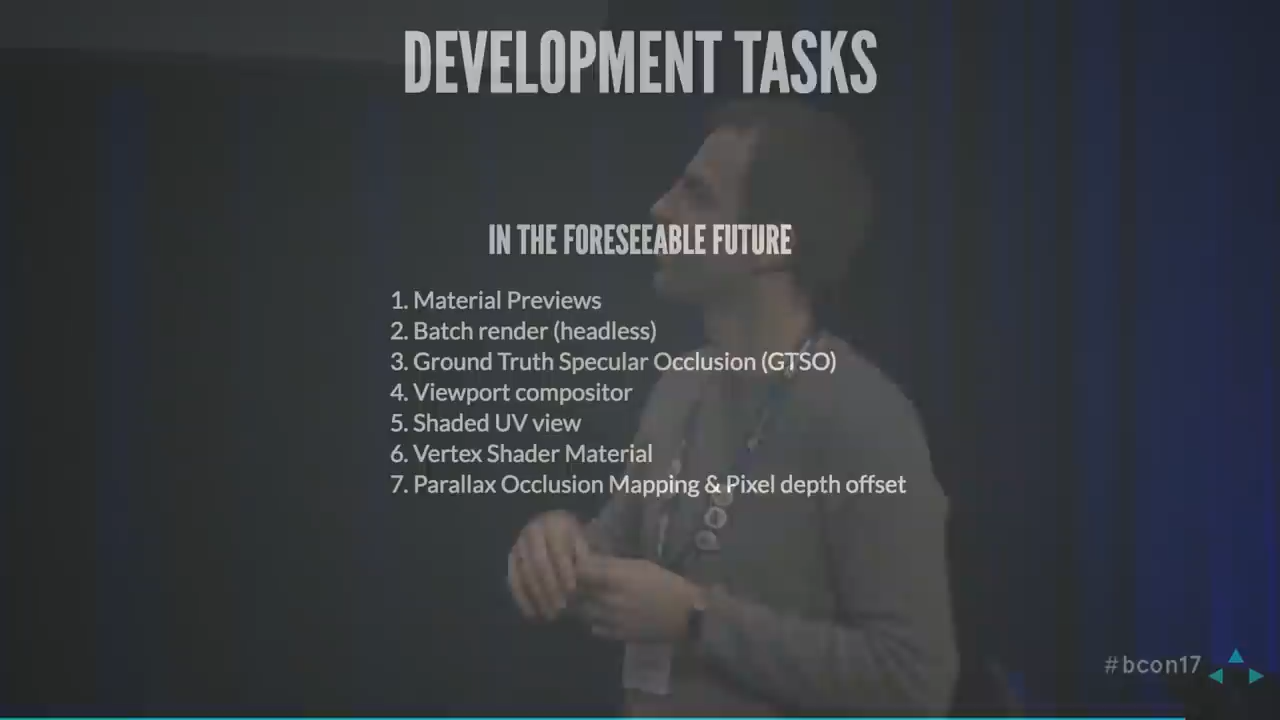 DEVELOPMENT TASKS
IN THE FORESEEABLE FUTURE
1. Material Previews
2. Batch render (headless)
3. Ground Truth Specular Occlusion (GTSO)
4. Viewport compositor
5. Shaded UV view
6. Vertex Shader Material
7. Parallax Occlusion Mapping & Pixel depth offset
#bcon17